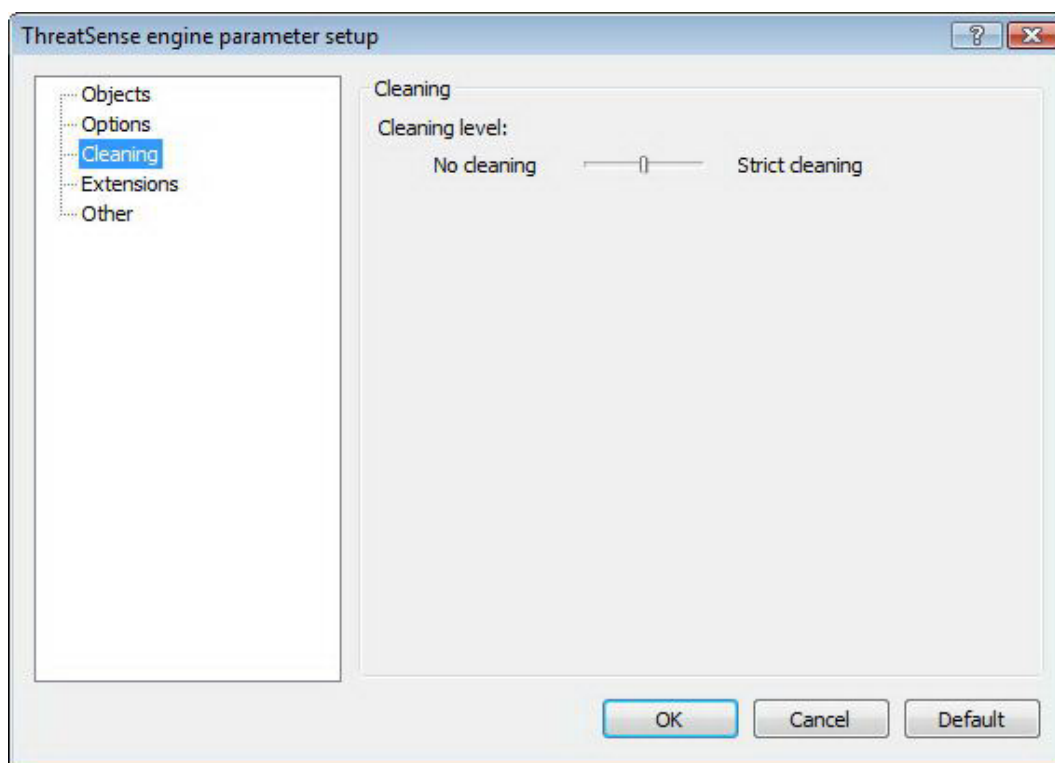 ThreatSense engine parameter setup
Objects
Options
Cleaning
Extensions
Other
Cleaning
Cleaning level:
No cleaning Strict cleaning
OK Cancel Default